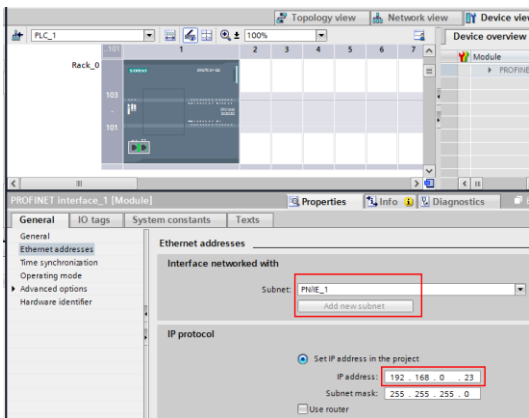 Topology view Network view Device view
PLC_1 100% Device overview
..101 1 2 3 4 5 6 7 Module
Rack_0 PROFINE
SIEMENS
103
101
PROFINET interface_1 [Module] Properties Info Diagnostics
General IO tags System constants Texts
General
Ethernet addresses
Time synchronization
Operating mode
Advanced options
Hardware identifier
Ethernet addresses
Interface networked with
Subnet: PN/IE_1
Add new subnet
IP protocol
Set IP address in the project
IP address: 192 . 168 . 0 . 23
Subnet mask: 255 . 255 . 255 . 0
Use router